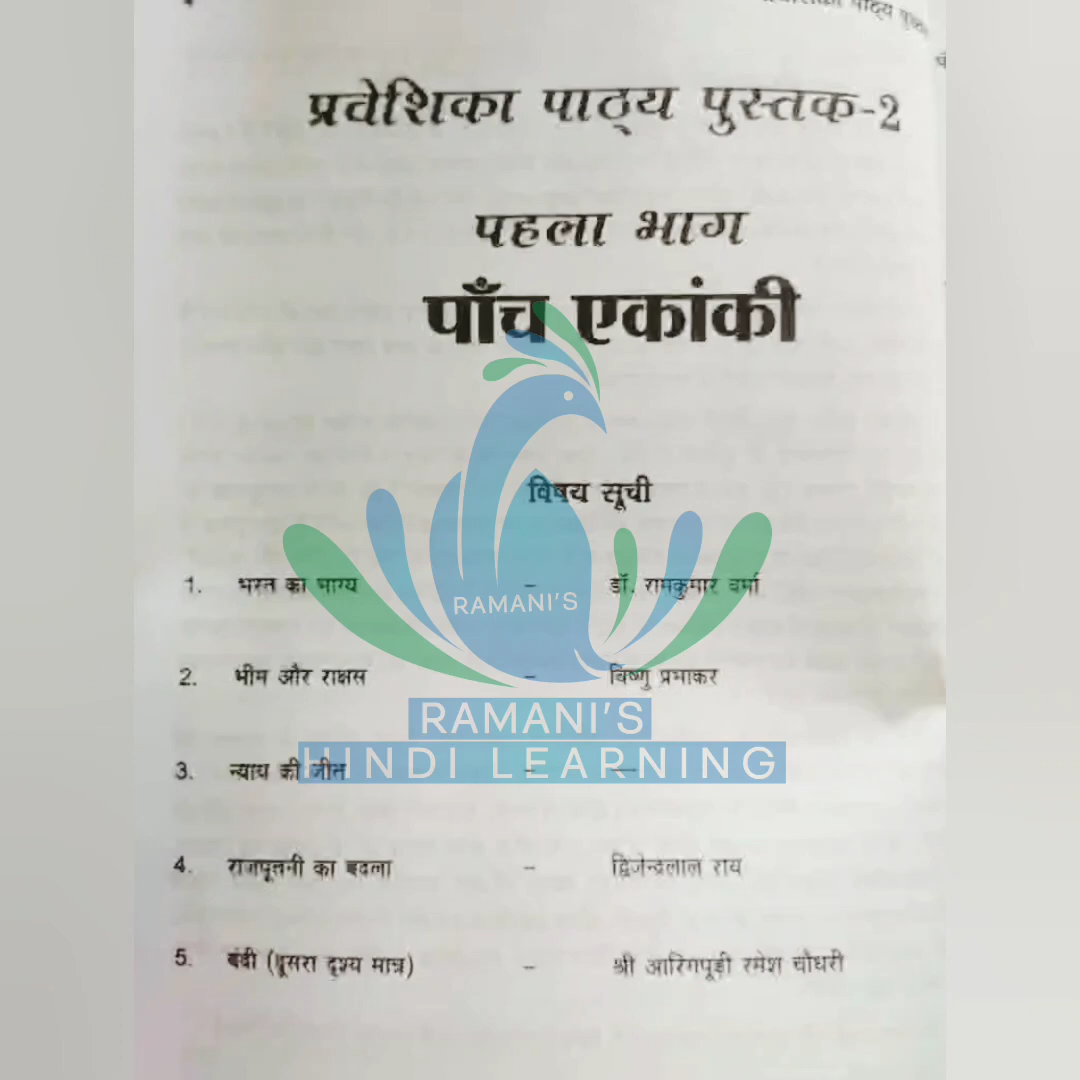 पाठ्य
प्रवेशिका पाठ्य पुस्तक-2
पहला भाग
पाँच एकांकी
विषय सूची
1. भरत का भाग्य - डॉ. रामकुमार वर्मा
RAMANI'S
2. भीम और राक्षस - विष्णु प्रभाकर
RAMANI'S
HINDI LEARNING
3. न्याय की जीत - —
4. राजपूतनी का बदला - द्विजेन्द्रलाल राय
5. बंदी (दूसरा दृश्य मात्र) - श्री आरिगपूडी रमेश चौधरी